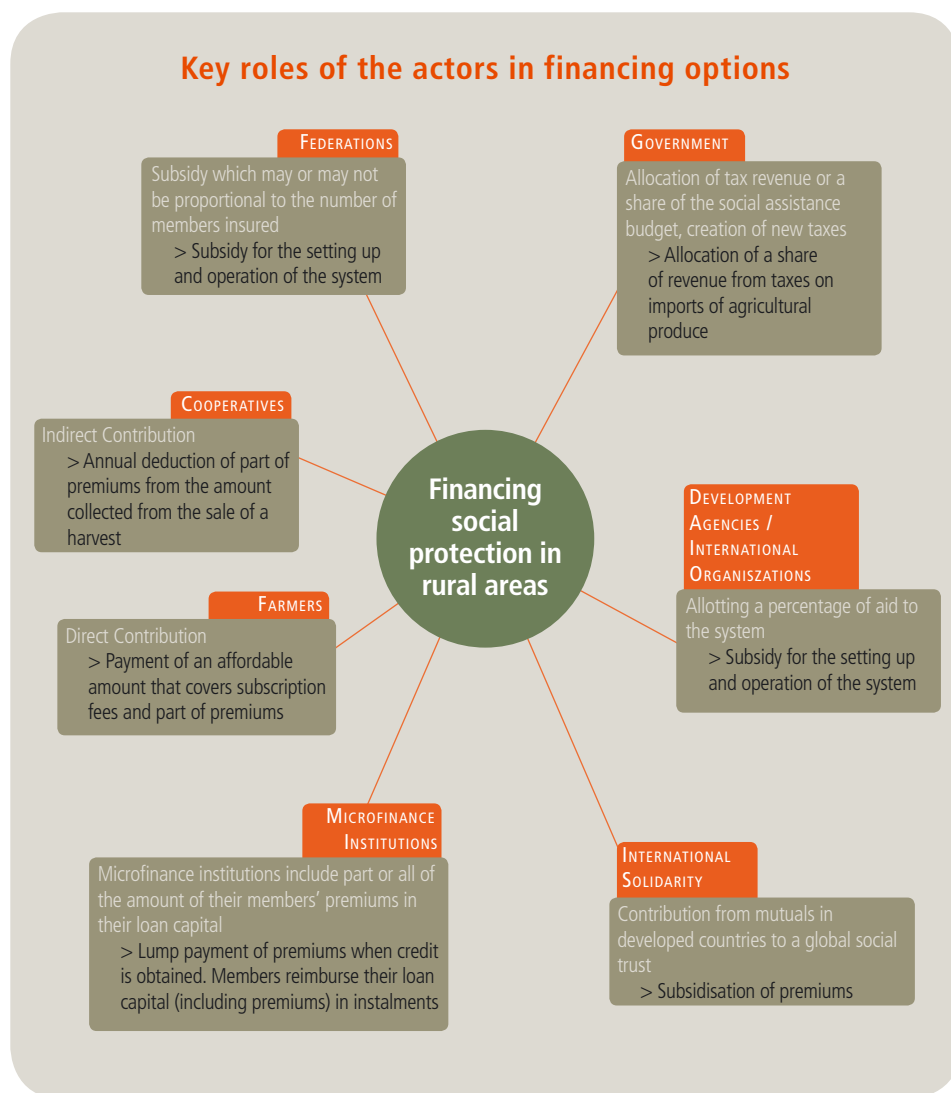 Key roles of the actors in financing options
FEDERATIONS
Subsidy which may or may not
be proportional to the number of
members insured
> Subsidy for the setting up
and operation of the system
GOVERNMENT
Allocation of tax revenue or a
share of the social assistance
budget, creation of new taxes
> Allocation of a share
of revenue from taxes on
imports of agricultural
produce
COOPERATIVES
Indirect Contribution
> Annual deduction of part of
premiums from the amount
collected from the sale of a
harvest
Financing
social
protection in
rural areas
DEVELOPMENT
AGENCIES /
INTERNATIONAL
ORGANISZATIONS
Allotting a percentage of aid to
the system
> Subsidy for the setting up
and operation of the system
FARMERS
Direct Contribution
> Payment of an affordable
amount that covers subscription
fees and part of premiums
MICROFINANCE
INSTITUTIONS
Microfinance institutions include part or all of
the amount of their members' premiums in
their loan capital
> Lump payment of premiums when credit
is obtained. Members reimburse their loan
capital (including premiums) in instalments
INTERNATIONAL
SOLIDARITY
Contribution from mutuals in
developed countries to a global social
trust
> Subsidisation of premiums